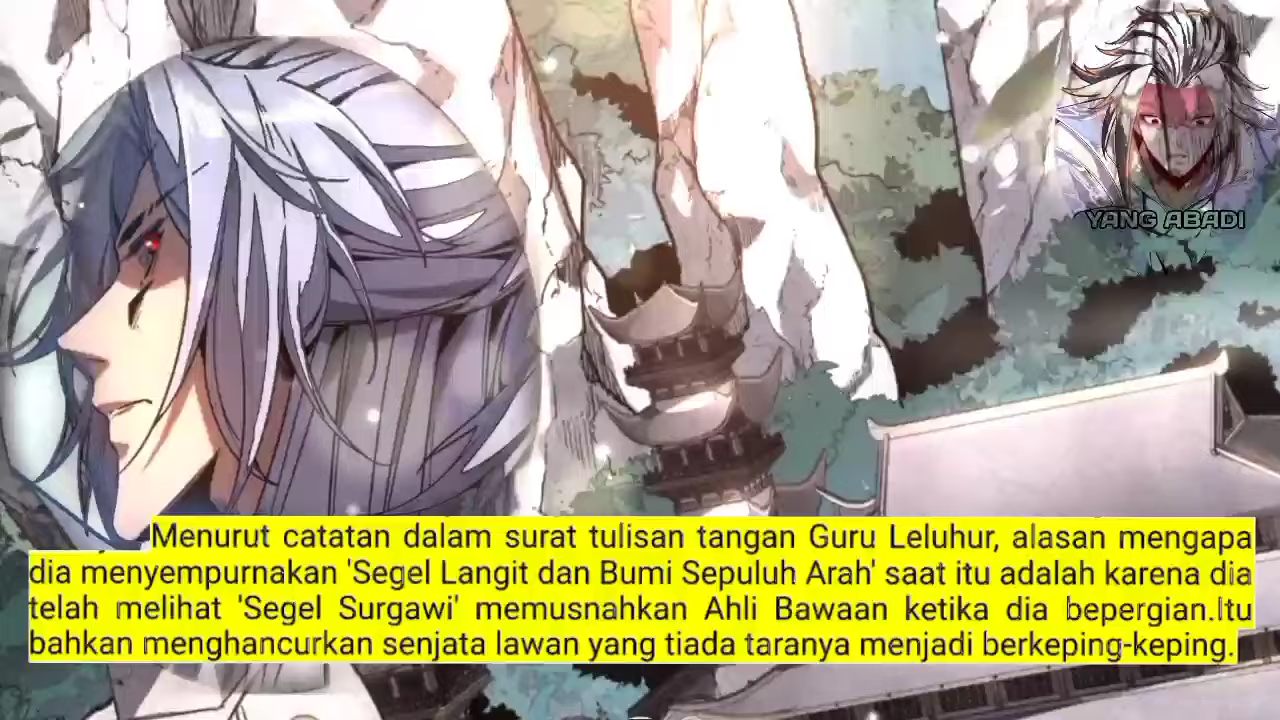 YANG ABADI
Menurut catatan dalam surat tulisan tangan Guru Leluhur, alasan mengapa
dia menyempurnakan 'Segel Langit dan Bumi Sepuluh Arah' saat itu adalah karena dia
telah melihat 'Segel Surgawi' memusnahkan Ahli Bawaan ketika dia bepergian.Itu
bahkan menghancurkan senjata lawan yang tiada taranya menjadi berkeping-keping.